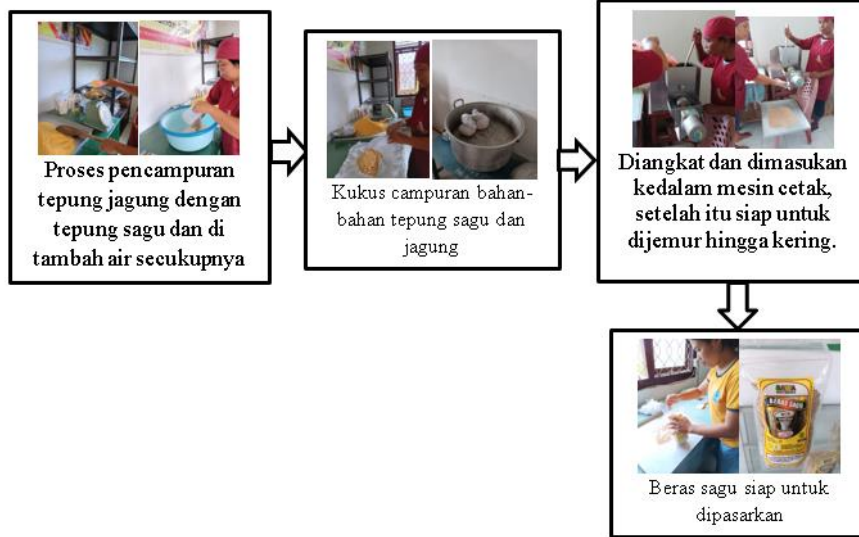 Proses pencampuran
tepung jagung dengan
tepung sagu dan di
tambah air secukupnya
Kukus campuran bahan-
bahan tepung sagu dan
jagung
Diangkat dan dimasukan
kedalam mesin cetak,
setelah itu siap untuk
dijemur hingga kering.
BERAS SAGU
Beras sagu siap untuk
dipasarkan